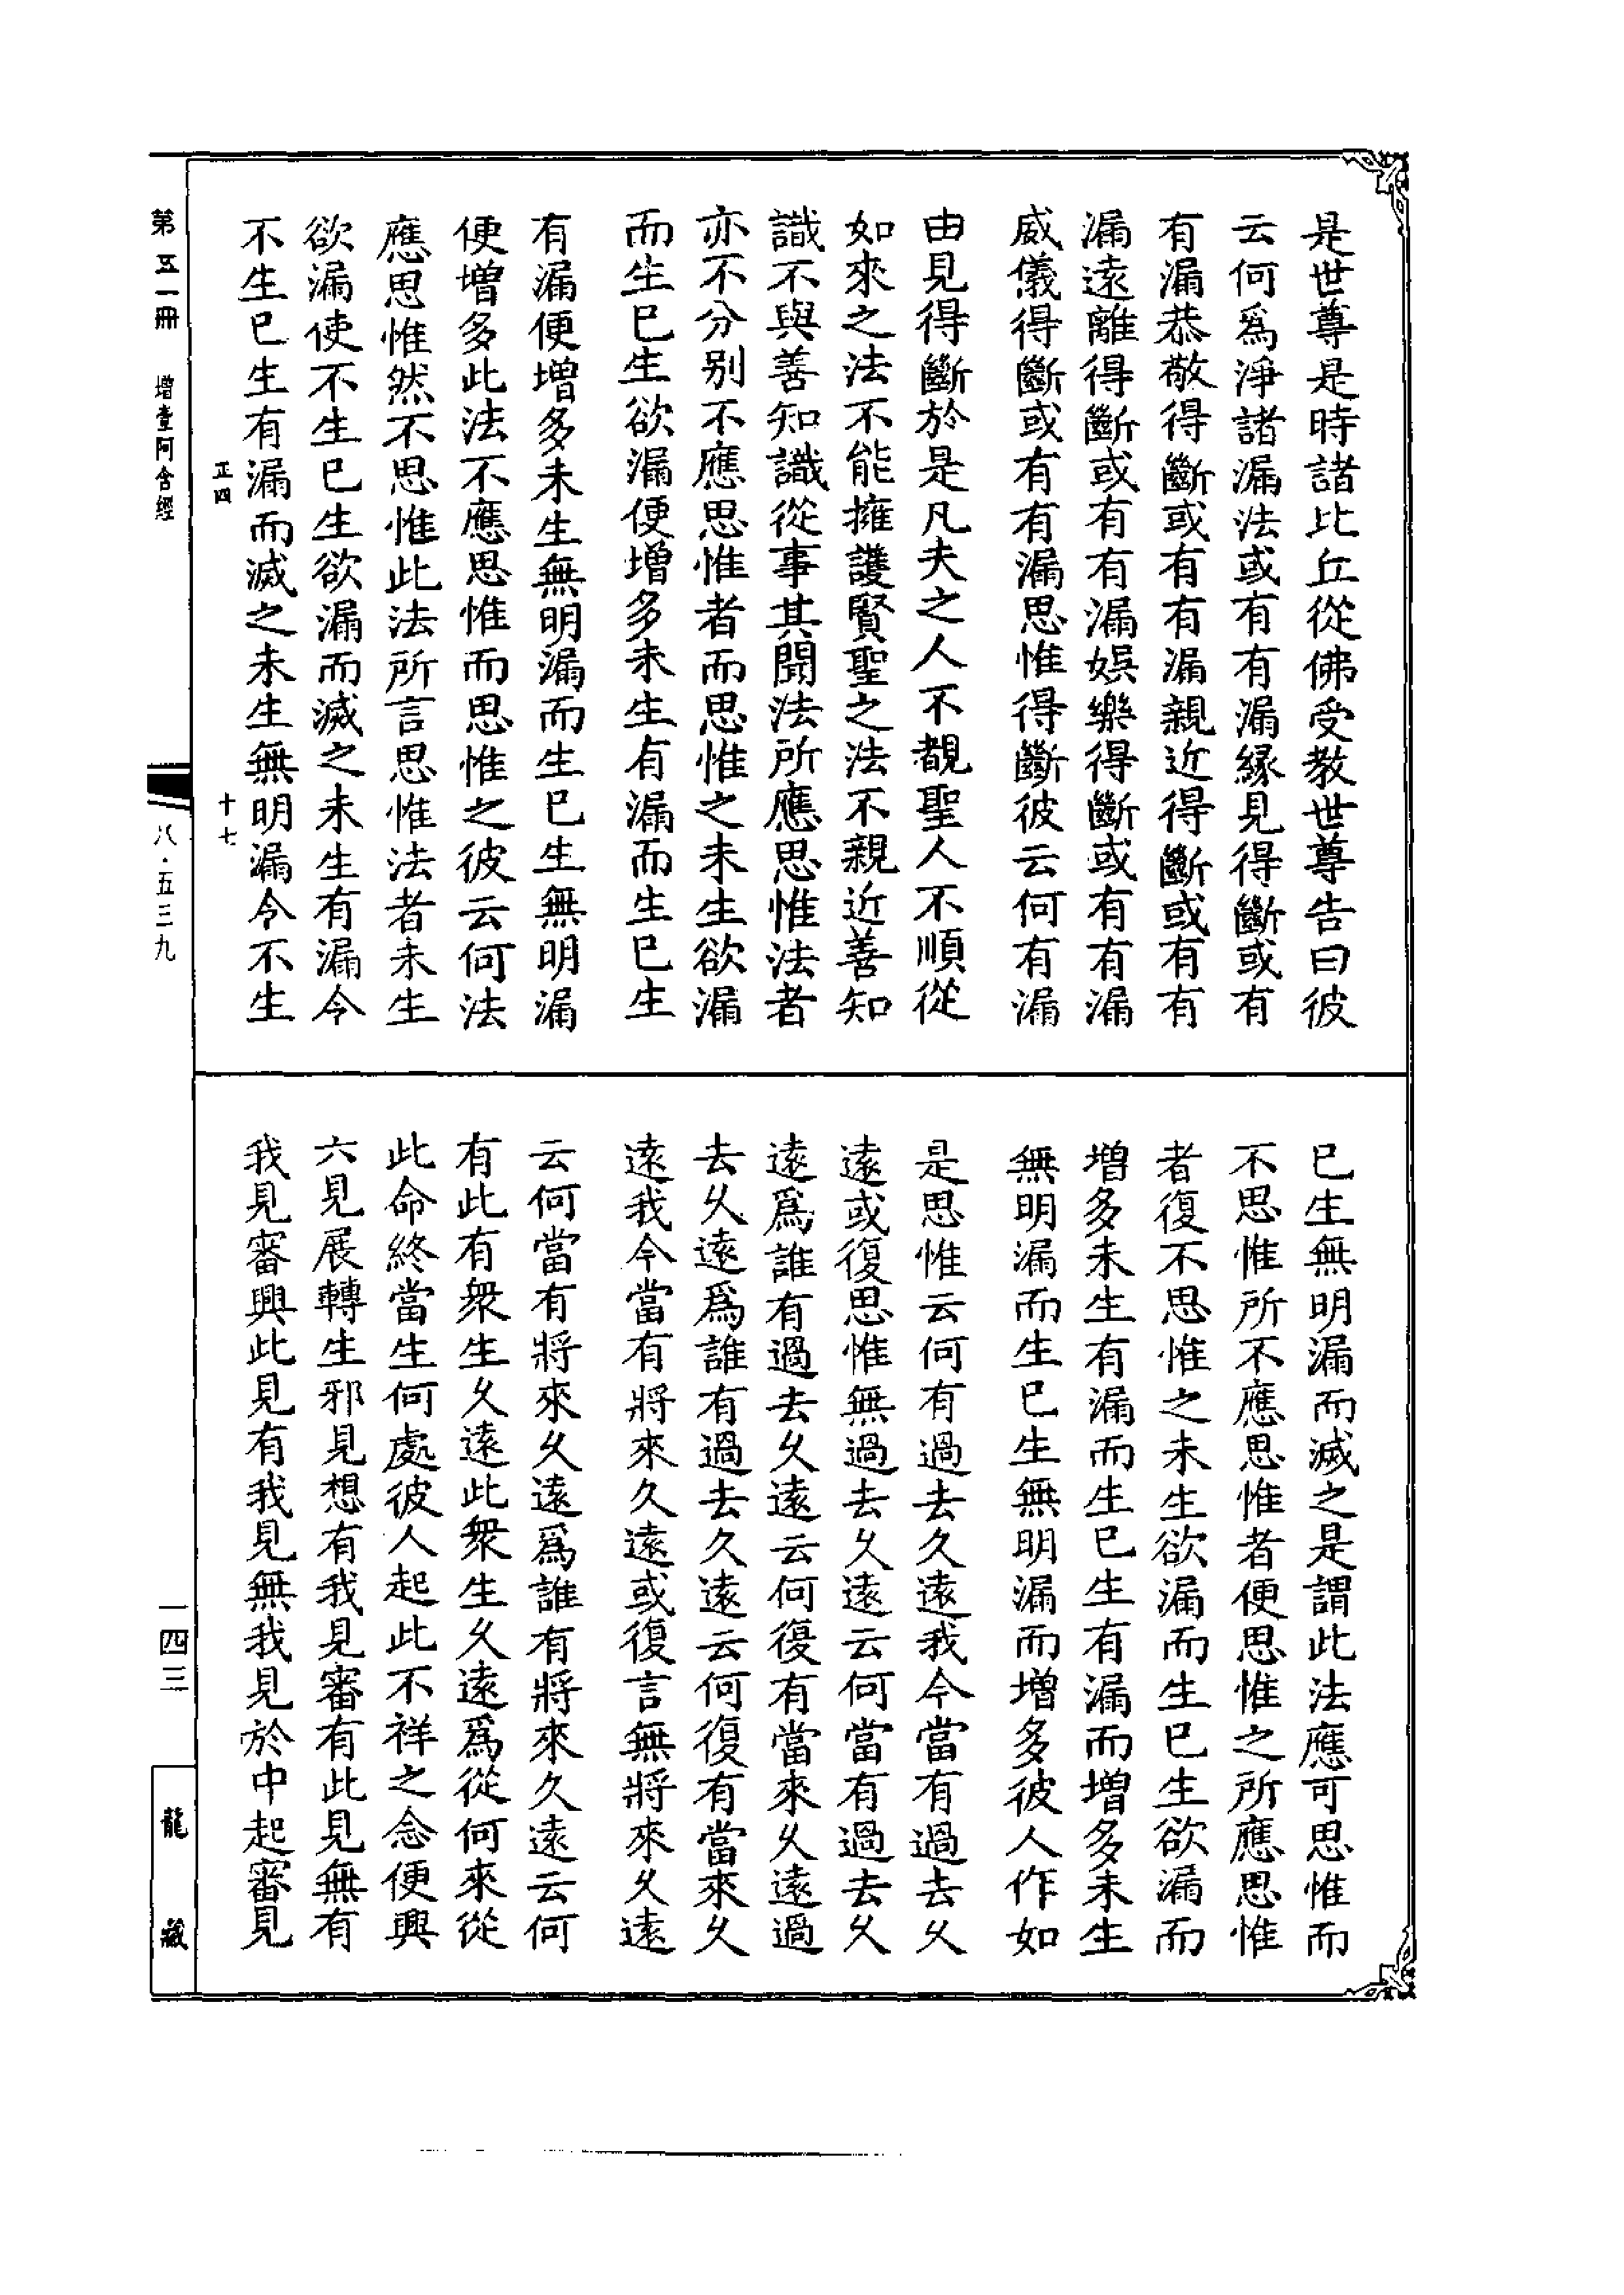 是世尊是時諸比丘從佛受教世尊告曰彼
云何爲淨諸漏法或有有漏緣見得斷或有
有漏恭敬得斷或有有漏親近得斷或有有
漏遠離得斷或有有漏娛樂得斷或有有漏
威儀得斷或有有漏思惟得斷彼云何有漏
由見得斷於是凡夫之人不覩聖人不順從
如來之法不能擁護賢聖之法不親近善知
識不與善知識從事其聞法所應思惟法者
亦不分別不應思惟者而思惟之未生欲漏
而生已生欲漏便增多未生有漏而生已生
有漏便增多未生無明漏而生已生無明漏
便增多此法不應思惟而思惟之彼云何法
應思惟然不思惟此法所言思惟法者未生
欲漏使不生已生欲漏而滅之未生有漏令
不生已生有漏而滅之未生無明漏令不生
正四
十七
已生無明漏而滅之是謂此法應可思惟而
不思惟所不應思惟者便思惟之所應思惟
者復不思惟之未生欲漏而生已生欲漏而
增多未生有漏而生已生有漏而增多未生
無明漏而生已生無明漏而增多彼人作如
是思惟云何有過去久遠我今當有過去久
遠或復思惟無過去久遠云何當有過去久
遠爲誰有過去久遠云何復有當來久遠過
去久遠爲誰有過去久遠云何復有當來久
遠我今當有將來久遠或復言無將來久遠
云何當有將來久遠爲誰有將來久遠云何
有此有衆生久遠此衆生久遠爲從何來從
此命終當生何處彼人起此不祥之念便興
六見展轉生邪見想有我見審有此見無有
我見審興此見有我見無我見於中起審見
第五一冊 增壹阿含經
八·五三九
一四三
龍藏